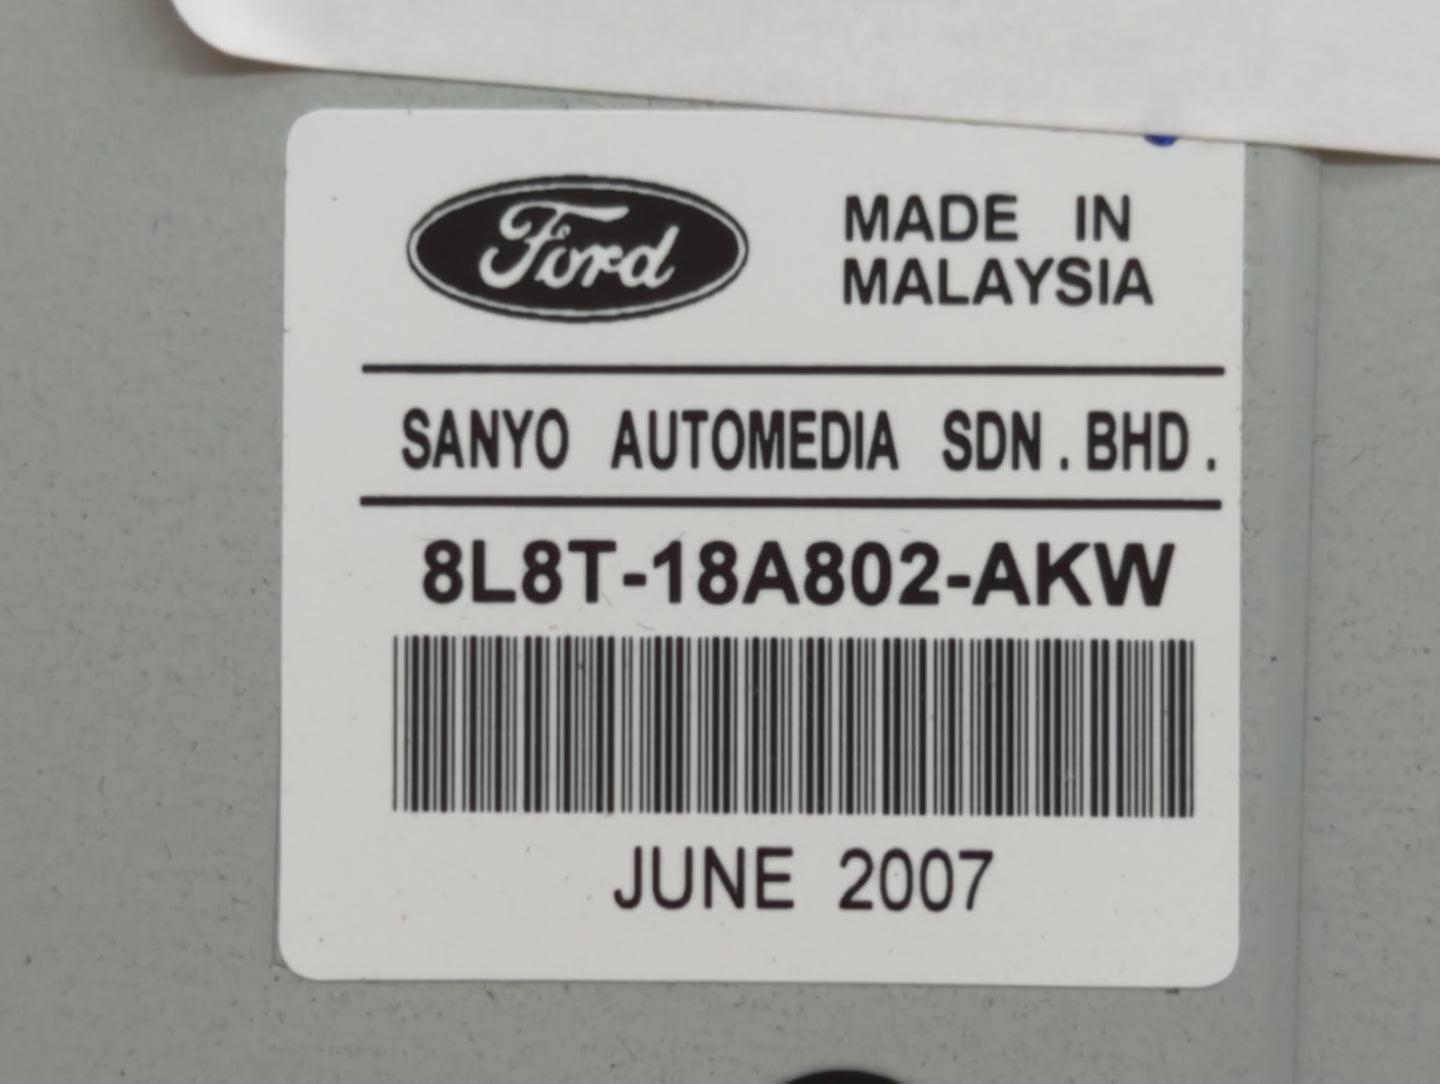 Ford
MADE IN
MALAYSIA
SANYO AUTOMEDIA SDN. BHD.
8L8T-18A802-AKW
JUNE 2007